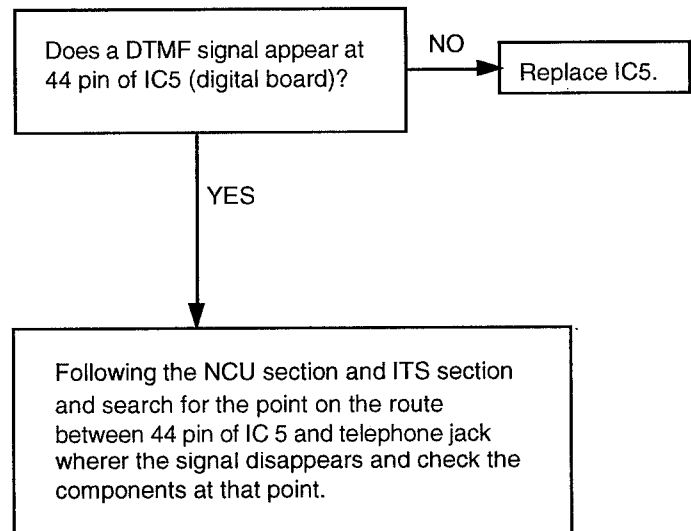 Does a DTMF signal appear at
44 pin of IC5 (digital board)?
NO
Replace IC5.
YES
Following the NCU section and ITS section
and search for the point on the route
between 44 pin of IC 5 and telephone jack
wherer the signal disappears and check the
components at that point.